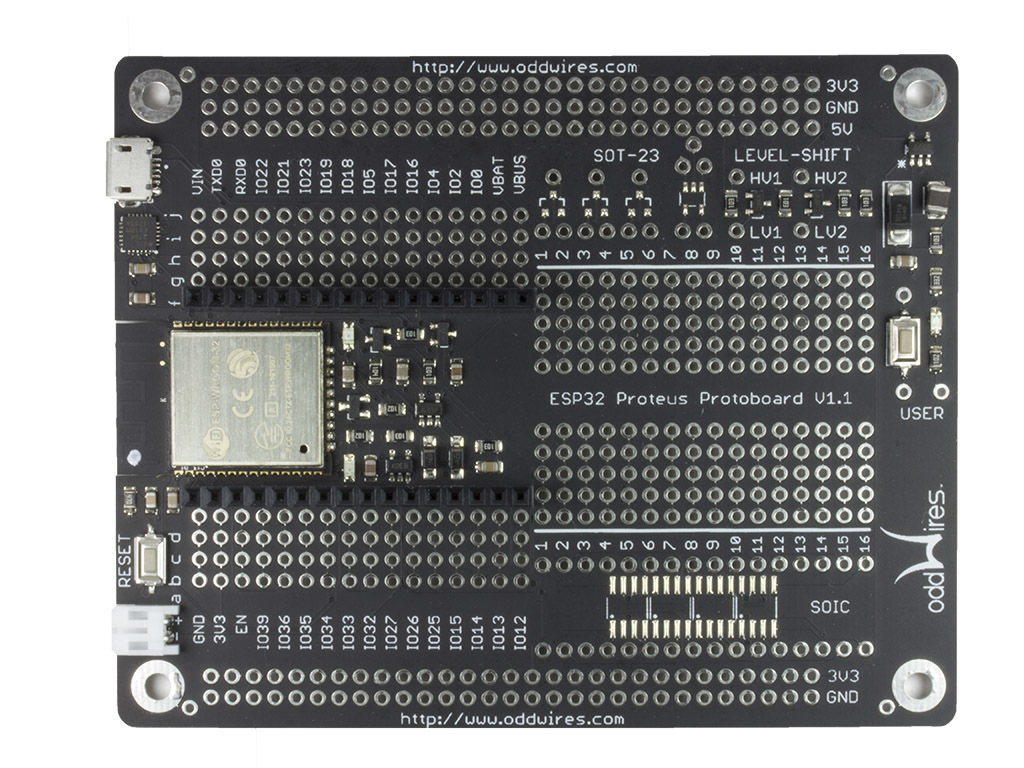 http://www.oddwires.com
3V3
GND
5V
VIN TXD0 RXD0 IO22 IO21 IO23 IO19 IO18 IO5 IO17 IO16 IO4 IO2 IO0 VBAT VBUS
SOT-23
LEVEL-SHIFT
HV1 HV2
LV1 LV2
j
i
h
g
f
1 2 3 4 5 6 7 8 9 10 11 12 13 14 15 16
CE
ESP32 Proteus Protoboard V1.1
USER
oddWires.
RESET
d
c
b
a
1 2 3 4 5 6 7 8 9 10 11 12 13 14 15 16
SOIC
GND 3V3 EN IO39 IO36 IO35 IO34 IO33 IO32 IO27 IO26 IO25 IO15 IO14 IO13 IO12
3V3
GND
http://www.oddwires.com